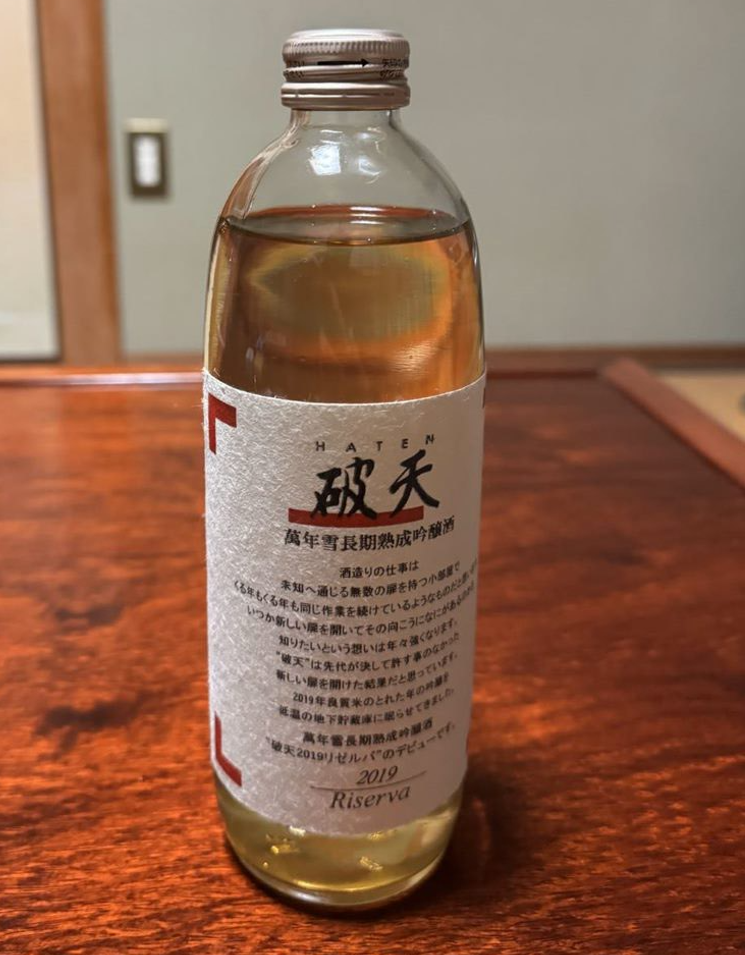 HATEN
破天
萬年雪長期熟成吟醸酒
酒造りの仕事は
未知へ通じる無数の扉を持つ小部屋で
くる年もくる年も同じ作業を続けているようなものだと思い
いつか新しい扉を開いてその向こうになにがあるのか
知りたいという想いは年々強くなります。
"破天"は先代が決して許す事のなかった
新しい扉を開けた結果だと思っています。
2019年良質米のとれた年の吟醸を
低温の地下貯蔵庫に眠らせてきました。
萬年雪長期熟成吟醸酒
"破天2019リゼルバ"のデビューです。
2019
Riserva